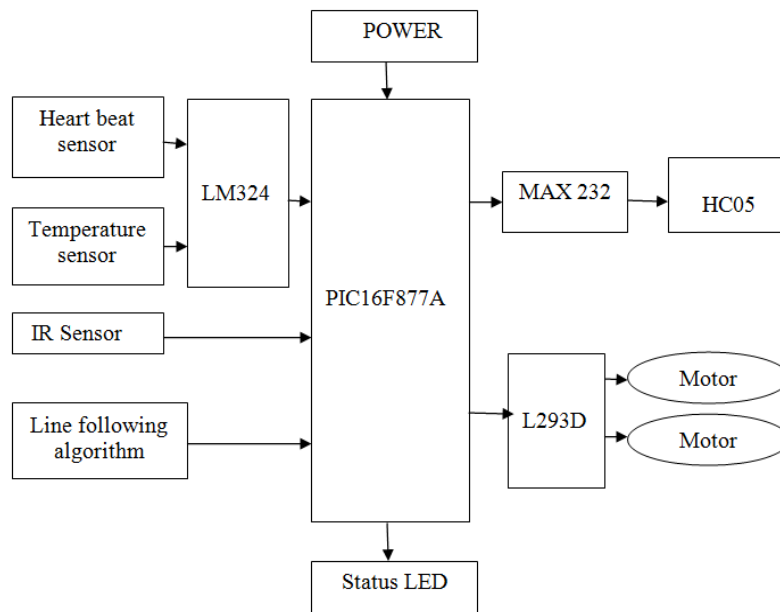 POWER
Heart beat
sensor
LM324
Temperature
sensor
IR Sensor
Line following
algorithm
PIC16F877A
MAX 232
HC05
L293D
Motor
Motor
Status LED